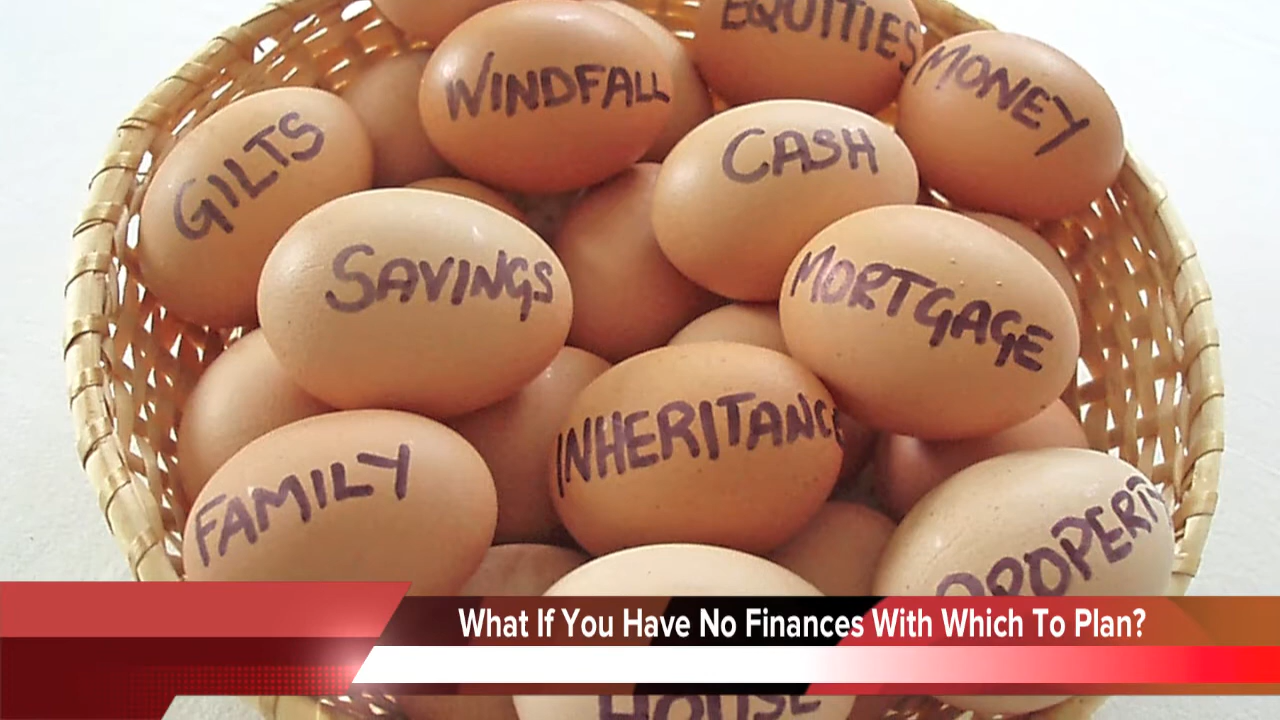 EQUITIES
WINDFALL
MONEY
CASH
GILTS
SAVINGS
MORTGAGE
INHERITANCE
FAMILY
PROPERTY
What If You Have No Finances With Which To Plan?
HOUSE